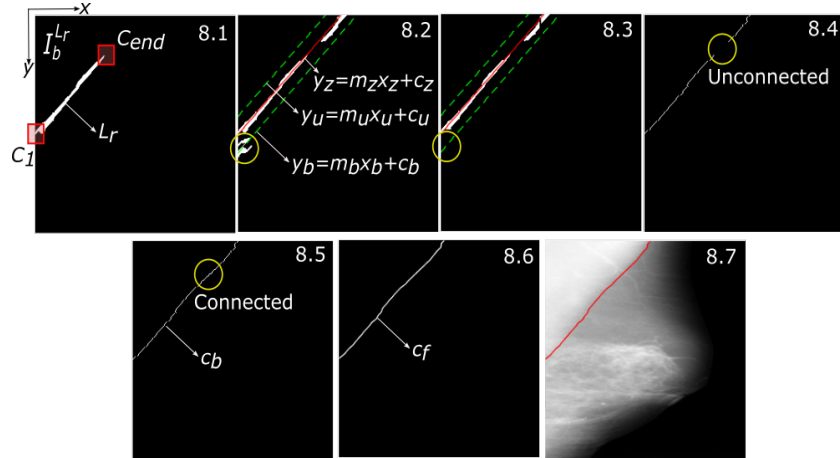 x
y
I_b^{L_r}
C_end
8.1
L_r
C_1
8.2
y_z=m_zx_z+c_z
y_u=m_ux_u+c_u
y_b=m_bx_b+c_b
8.3
8.4
Unconnected
8.5
Connected
c_b
8.6
c_f
8.7